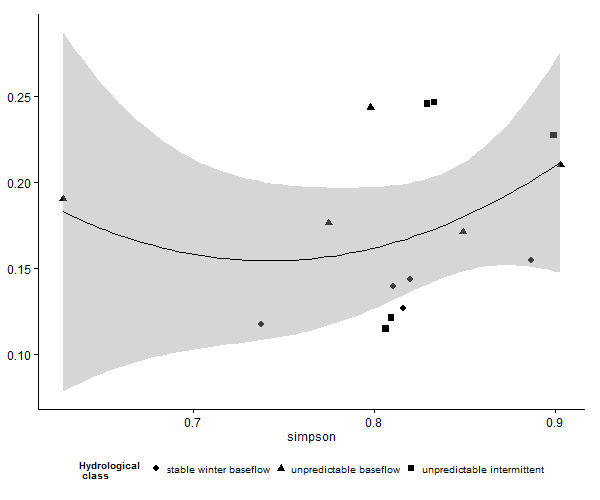 0.25
0.20
0.15
0.10
0.7 0.8 0.9
simpson
Hydrological stable winter baseflow unpredictable baseflow unpredictable intermittent
class